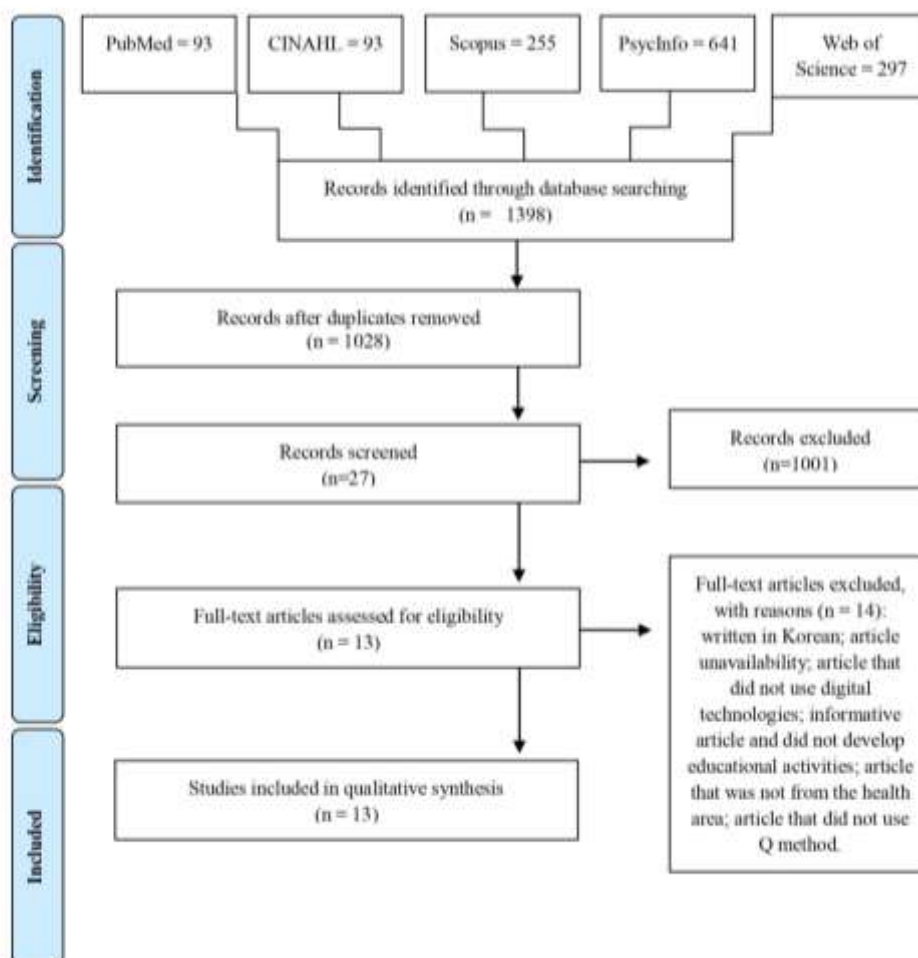 PubMed = 93
CINAHL = 93
Scopus = 255
PsycInfo = 641
Web of
Science = 297
Identification
Records identified through database searching
(n = 1398)
Screening
Records after duplicates removed
(n = 1028)
Records screened
(n=27)
Records excluded
(n=1001)
Eligibility
Full-text articles assessed for eligibility
(n = 13)
Full-text articles excluded,
with reasons (n = 14):
written in Korean; article
unavailability; article that
did not use digital
technologies; informative
article and did not develop
educational activities; article
that was not from the health
area; article that did not use
Q method.
Included
Studies included in qualitative synthesis
(n = 13)